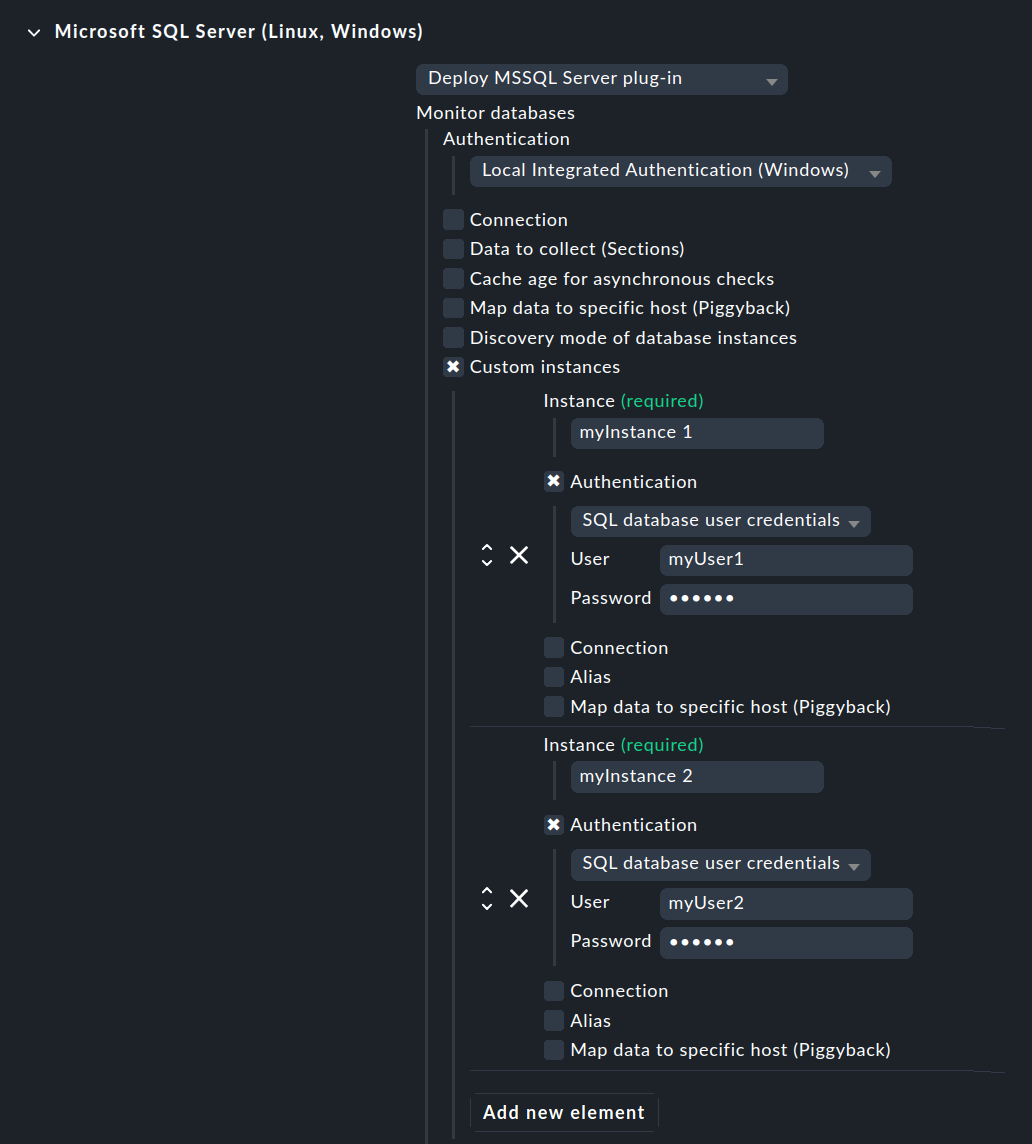 Microsoft SQL Server (Linux, Windows)
Deploy MSSQL Server plug-in
Monitor databases
Authentication
Local Integrated Authentication (Windows)
Connection
Data to collect (Sections)
Cache age for asynchronous checks
Map data to specific host (Piggyback)
Discovery mode of database instances
Custom instances
Instance (required)
myInstance 1
Authentication
SQL database user credentials
User myUser1
Password ••••••
Connection
Alias
Map data to specific host (Piggyback)
Instance (required)
myInstance 2
Authentication
SQL database user credentials
User myUser2
Password ••••••
Connection
Alias
Map data to specific host (Piggyback)
Add new element